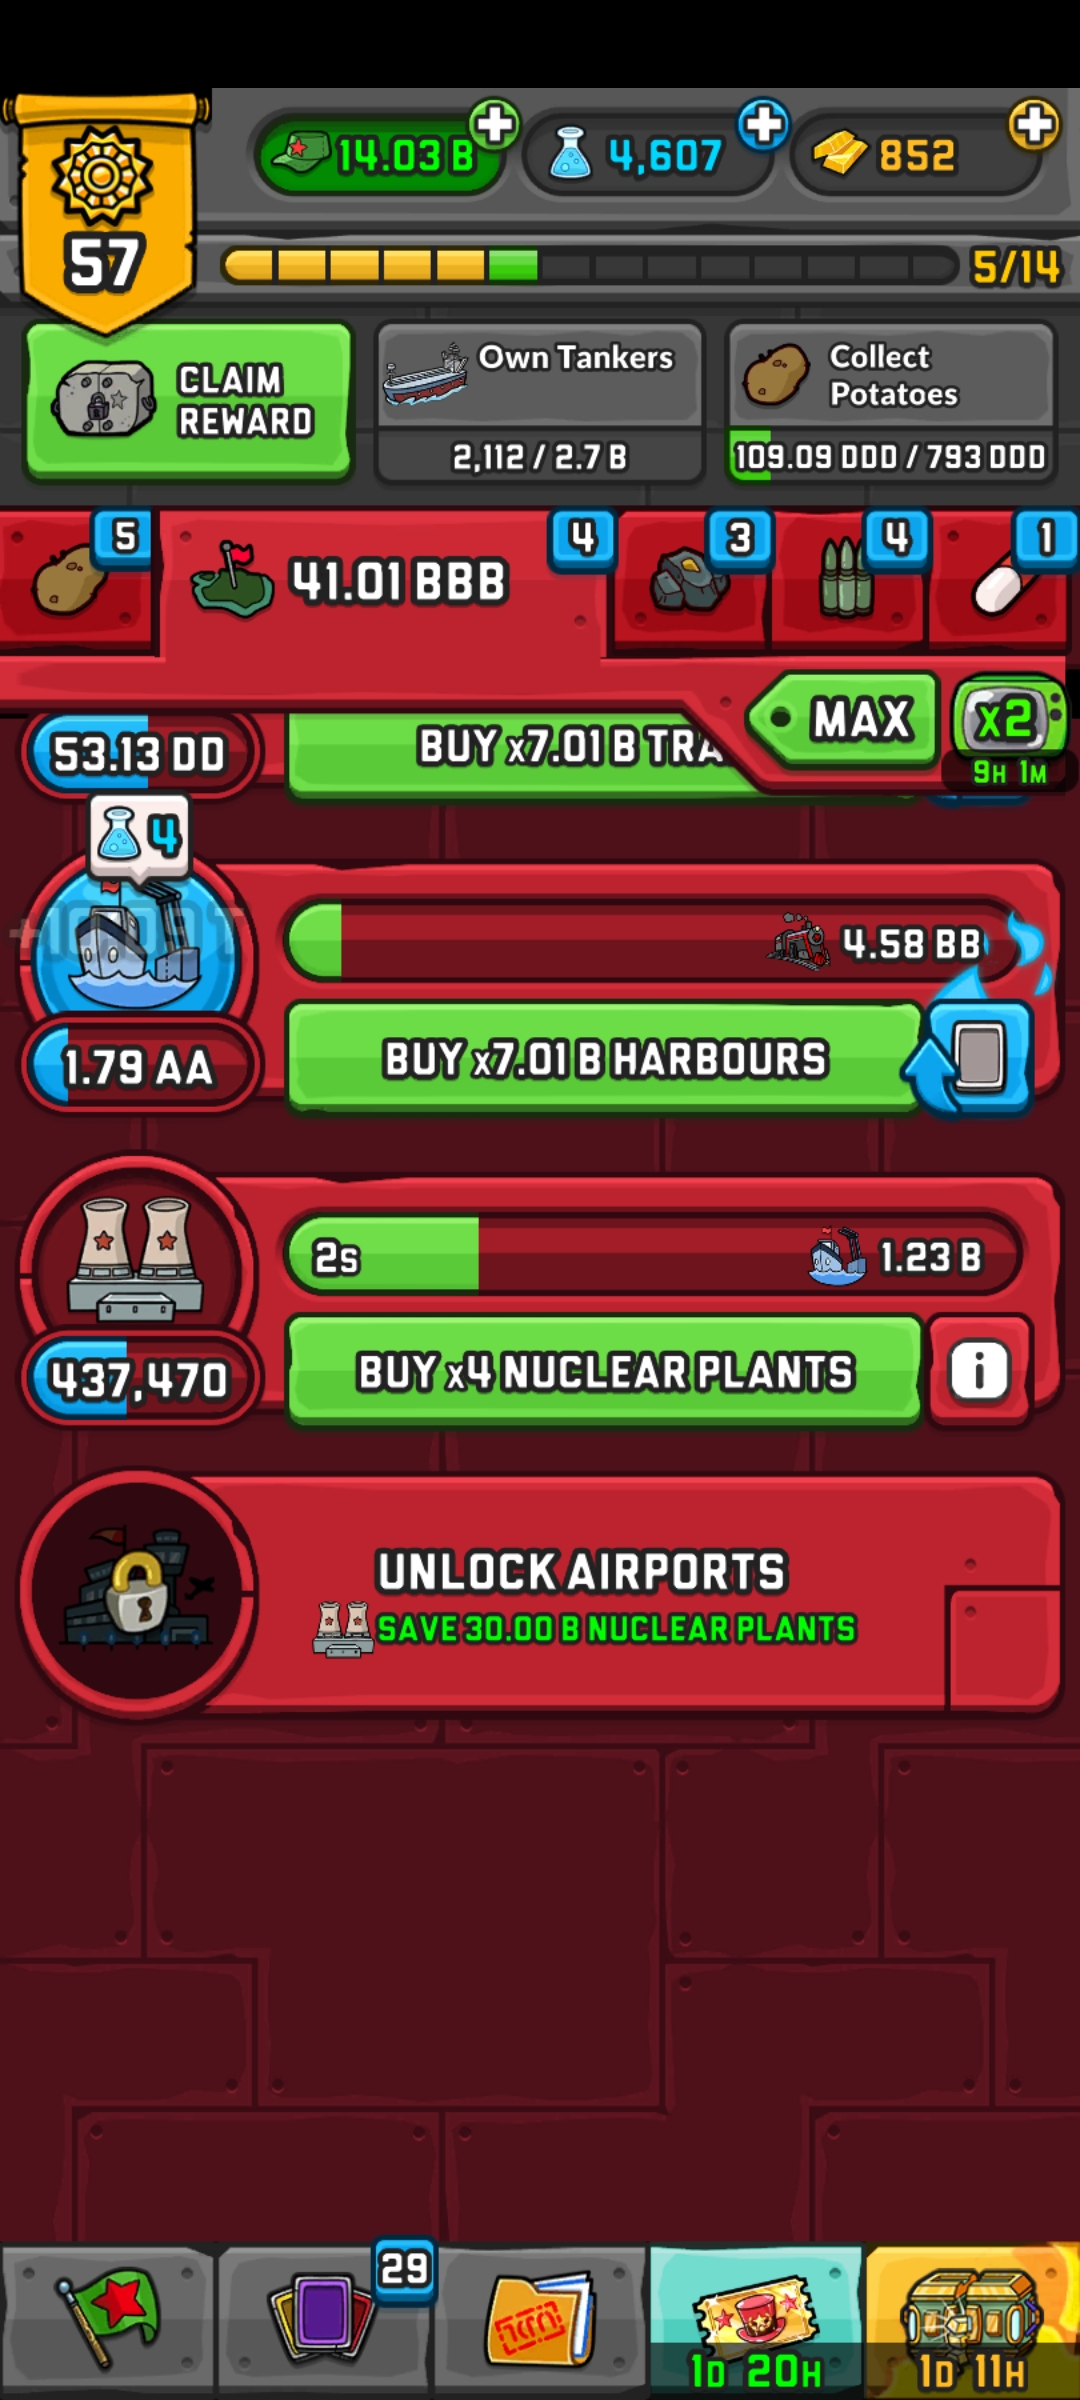 57
14.03 B
4,607
852
5/14
CLAIM
REWARD
Own Tankers
2,112 / 2.7 B
Collect
Potatoes
109.09 DDD / 793 DDD
5
41.01 BBB
4
3
4
1
MAX
x2
9H 1M
53.13 DD
BUY x7.01 B TRA
4
4.58 BB
1.79 AA
BUY x7.01 B HARBOURS
2s
1.23 B
437,470
BUY x4 NUCLEAR PLANTS
i
UNLOCK AIRPORTS
SAVE 30.00 B NUCLEAR PLANTS
29
1D 20H
1D 11H